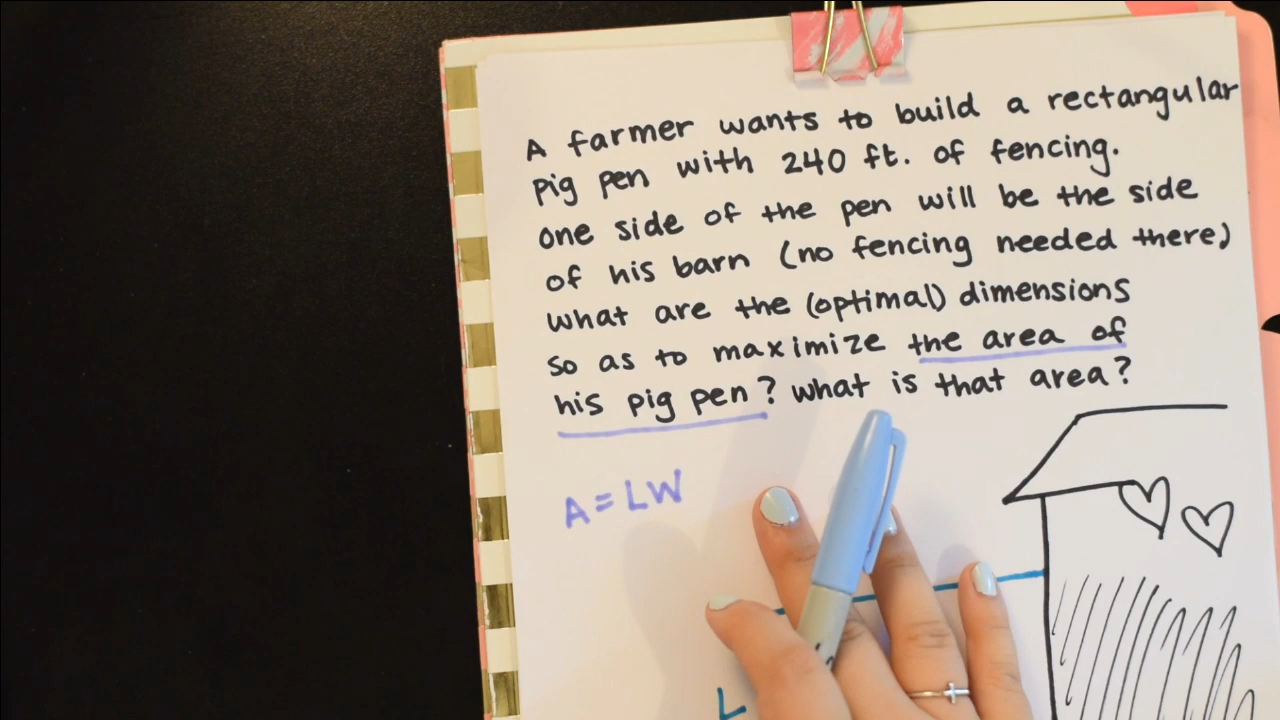 A farmer wants to build a rectangular
pig pen with 240 ft. of fencing.
one side of the pen will be the side
of his barn (no fencing needed there)
what are the (optimal) dimensions
so as to maximize the area of
his pig pen? what is that area?
A = LW
L